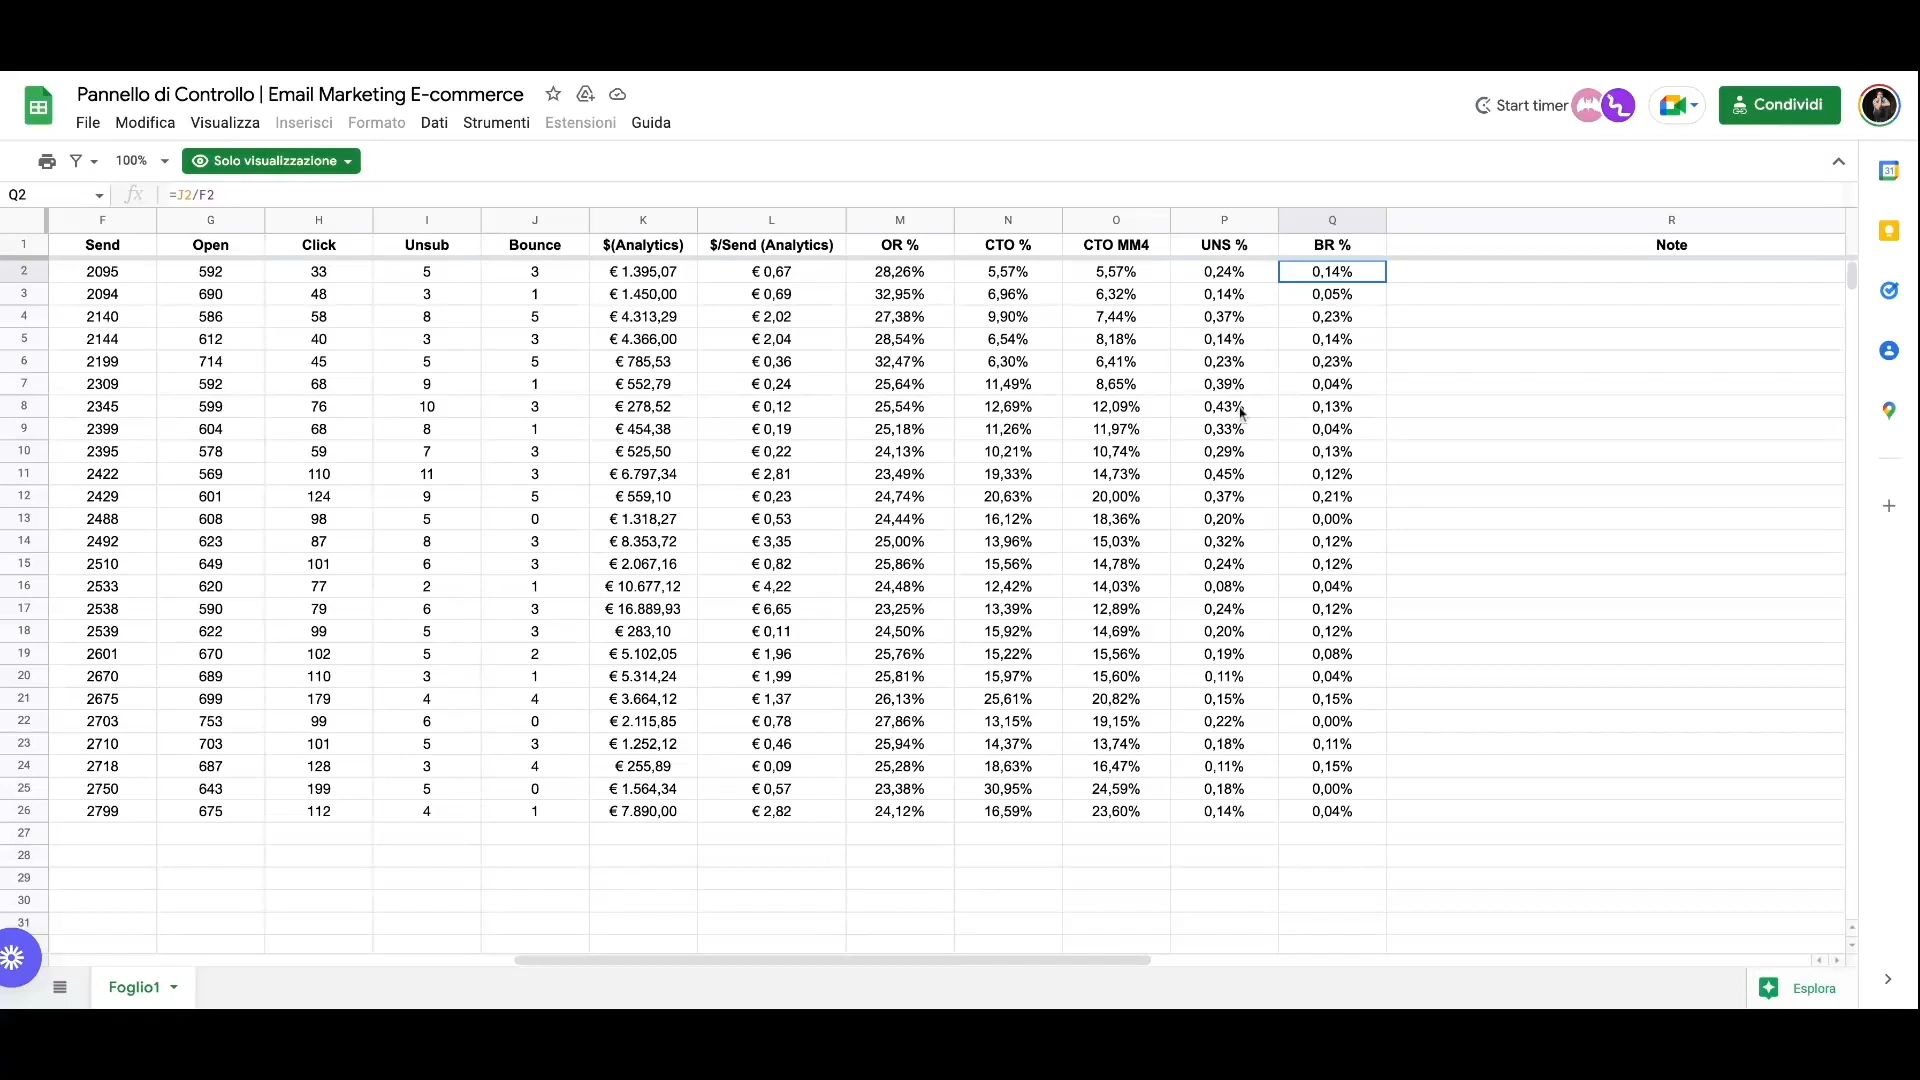 Pannello di Controllo | Email Marketing E-commerce
Start timer
Condividi
File Modifica Visualizza Inserisci Formato Dati Strumenti Estensioni Guida
100% Solo visualizzazione
Q2 fx =J2/F2
F G H I J K L M N O P Q R
1 Send Open Click Unsub Bounce $(Analytics) $/Send (Analytics) OR % CTO % CTO MM4 UNS % BR % Note
2 2095 592 33 5 3 € 1.395,07 € 0,67 28,26% 5,57% 5,57% 0,24% 0,14%
3 2094 690 48 3 1 € 1.450,00 € 0,69 32,95% 6,96% 6,32% 0,14% 0,05%
4 2140 586 58 8 5 € 4.313,29 € 2,02 27,38% 9,90% 7,44% 0,37% 0,23%
5 2144 612 40 3 3 € 4.366,00 € 2,04 28,54% 6,54% 8,18% 0,14% 0,14%
6 2199 714 45 5 5 € 785,53 € 0,36 32,47% 6,30% 6,41% 0,23% 0,23%
7 2309 592 68 9 1 € 552,79 € 0,24 25,64% 11,49% 8,65% 0,39% 0,04%
8 2345 599 76 10 3 € 278,52 € 0,12 25,54% 12,69% 12,09% 0,43% 0,13%
9 2399 604 68 8 1 € 454,38 € 0,19 25,18% 11,26% 11,97% 0,33% 0,04%
10 2395 578 59 7 3 € 525,50 € 0,22 24,13% 10,21% 10,74% 0,29% 0,13%
11 2422 569 110 11 3 € 6.797,34 € 2,81 23,49% 19,33% 14,73% 0,45% 0,12%
12 2429 601 124 9 5 € 559,10 € 0,23 24,74% 20,63% 20,00% 0,37% 0,21%
13 2488 608 98 5 0 € 1.318,27 € 0,53 24,44% 16,12% 18,36% 0,20% 0,00%
14 2492 623 87 8 3 € 8.353,72 € 3,35 25,00% 13,96% 15,03% 0,32% 0,12%
15 2510 649 101 6 3 € 2.067,16 € 0,82 25,86% 15,56% 14,78% 0,24% 0,12%
16 2533 620 77 2 1 € 10.677,12 € 4,22 24,48% 12,42% 14,03% 0,08% 0,04%
17 2538 590 79 6 3 € 16.889,93 € 6,65 23,25% 13,39% 12,89% 0,24% 0,12%
18 2539 622 99 5 3 € 283,10 € 0,11 24,50% 15,92% 14,69% 0,20% 0,12%
19 2601 670 102 5 2 € 5.102,05 € 1,96 25,76% 15,22% 15,56% 0,19% 0,08%
20 2670 689 110 3 1 € 5.314,24 € 1,99 25,81% 15,97% 15,60% 0,11% 0,04%
21 2675 699 179 4 4 € 3.664,12 € 1,37 26,13% 25,61% 20,82% 0,15% 0,15%
22 2703 753 99 6 0 € 2.115,85 € 0,78 27,86% 13,15% 19,15% 0,22% 0,00%
23 2710 703 101 5 3 € 1.252,12 € 0,46 25,94% 14,37% 13,74% 0,18% 0,11%
24 2718 687 128 3 4 € 255,89 € 0,09 25,28% 18,63% 16,47% 0,11% 0,15%
25 2750 643 199 5 0 € 1.564,34 € 0,57 23,38% 30,95% 24,59% 0,18% 0,00%
26 2799 675 112 4 1 € 7.890,00 € 2,82 24,12% 16,59% 23,60% 0,14% 0,04%
27
28
29
30
31
Foglio1
Esplora
31